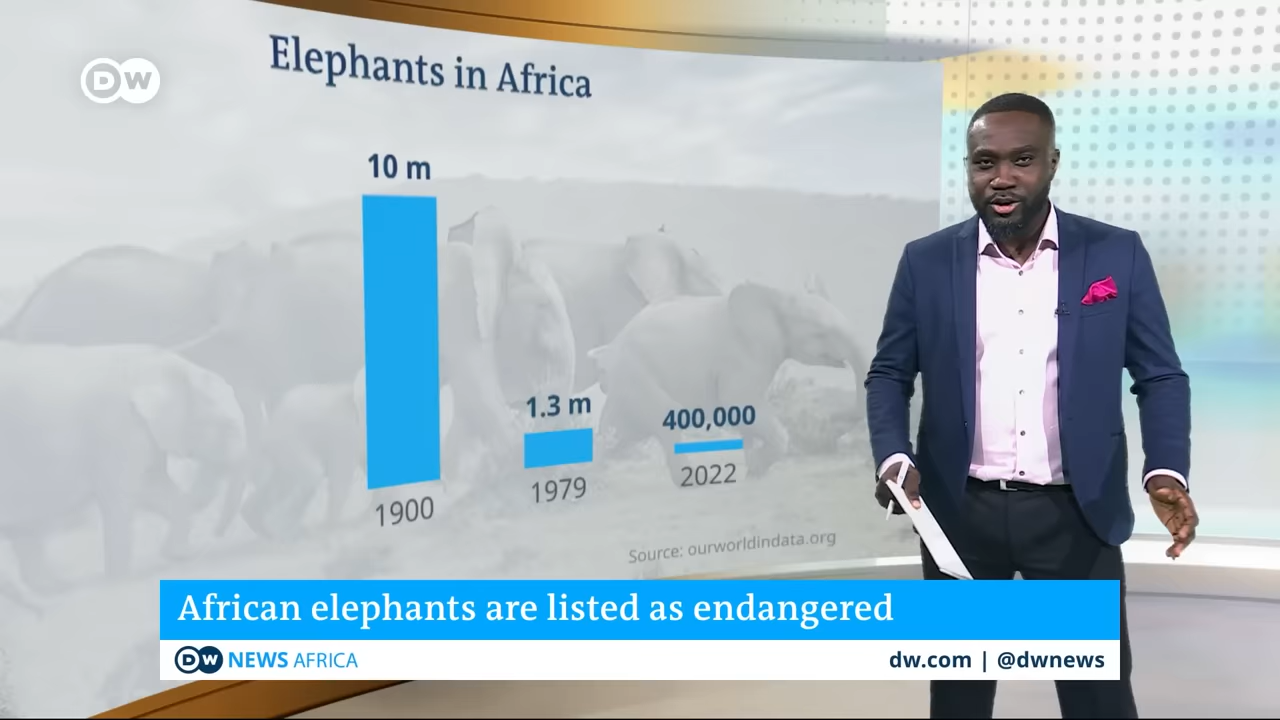 DW
Elephants in Africa
10 m
1.3 m
400,000
1900
1979
2022
Source: ourworldindata.org
African elephants are listed as endangered
DW NEWS AFRICA
dw.com | @dwnews